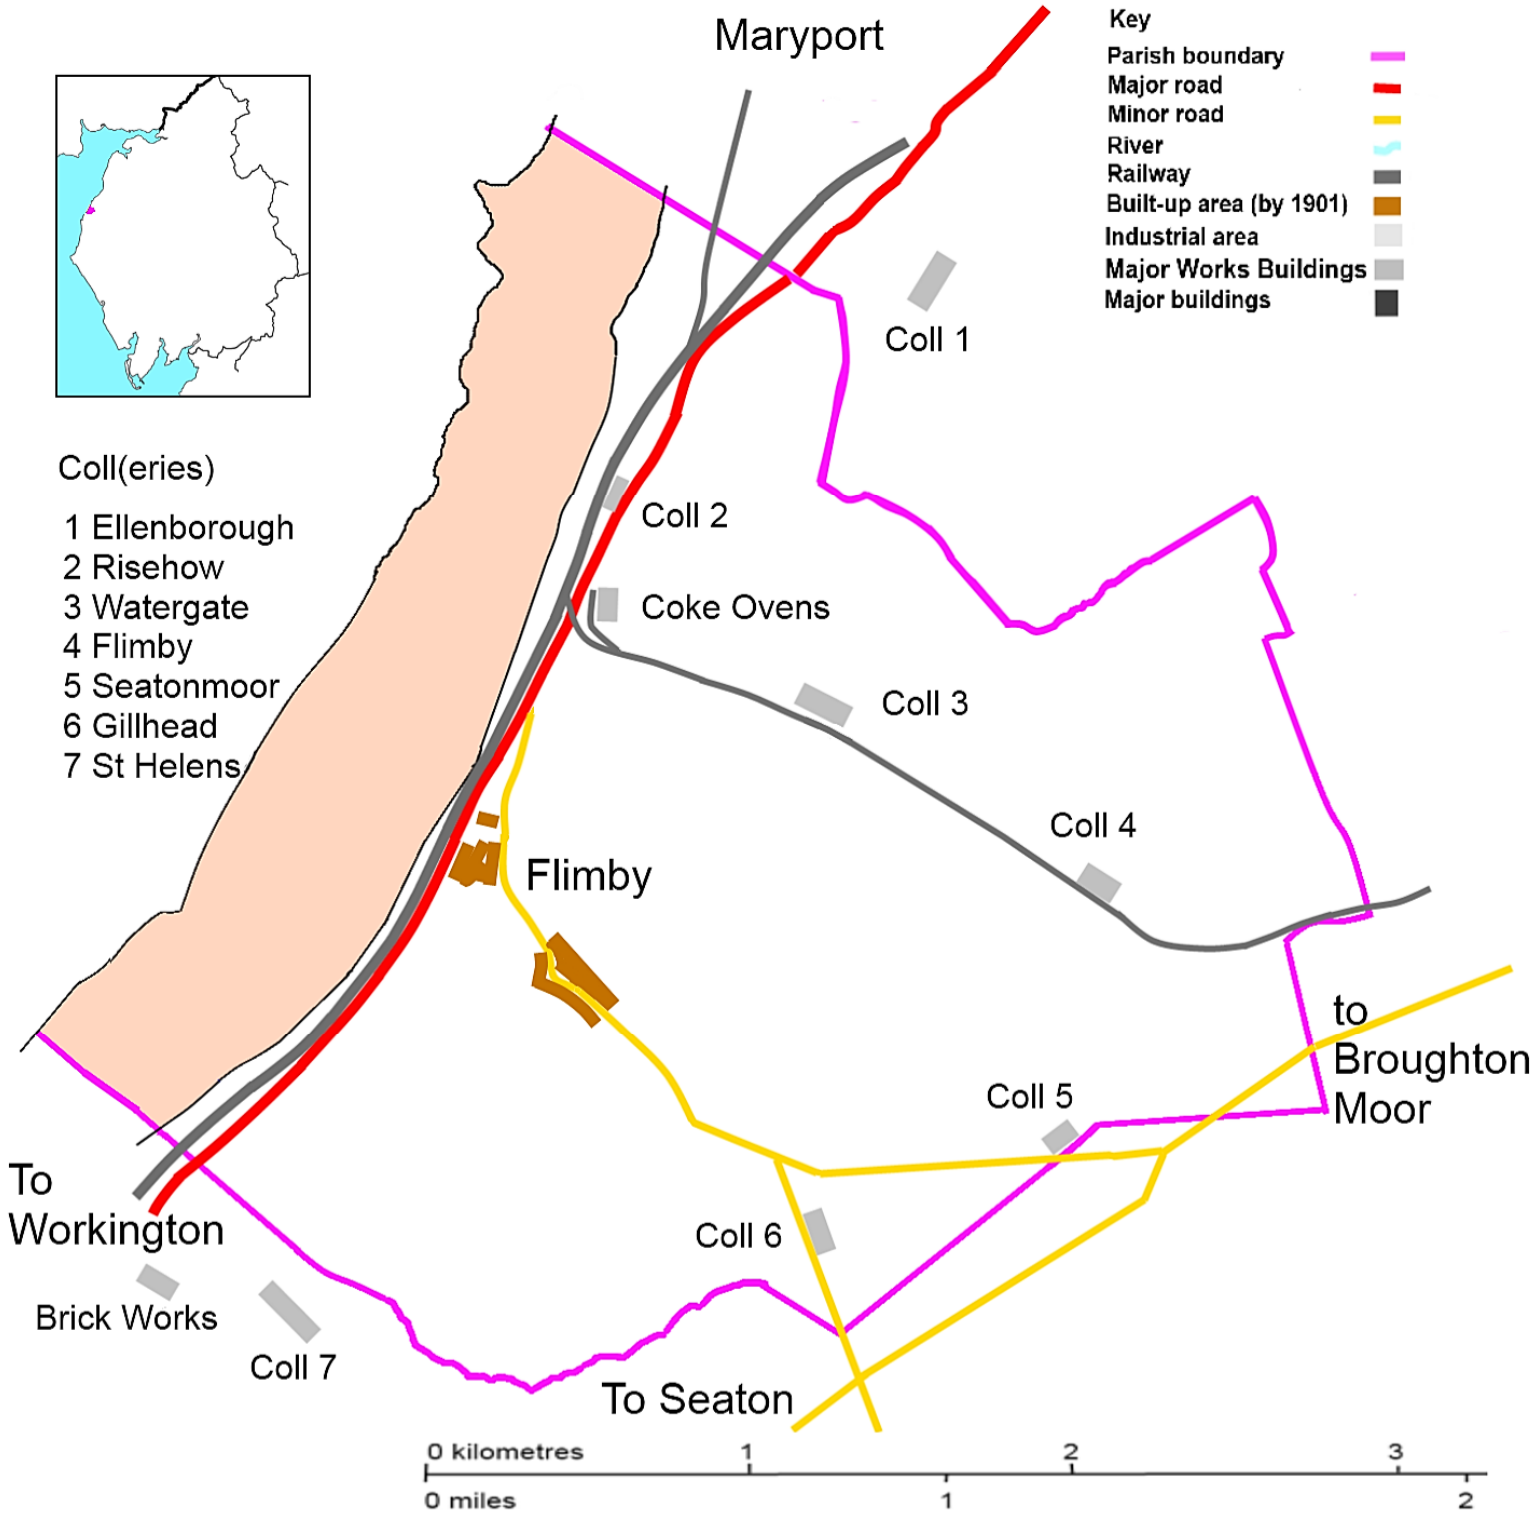 Maryport
Key
Parish boundary
Major road
Minor road
River
Railway
Built-up area (by 1901)
Industrial area
Major Works Buildings
Major buildings
Coll 1
Coll(eries)
1 Ellenborough
2 Risehow
3 Watergate
4 Flimby
5 Seatonmoor
6 Gillhead
7 St Helens
Coll 2
Coke Ovens
Coll 3
Coll 4
Flimby
to
Broughton
Moor
Coll 5
To
Workington
Coll 6
Brick Works
Coll 7
To Seaton
0 kilometres 1 2 3
0 miles 1 2